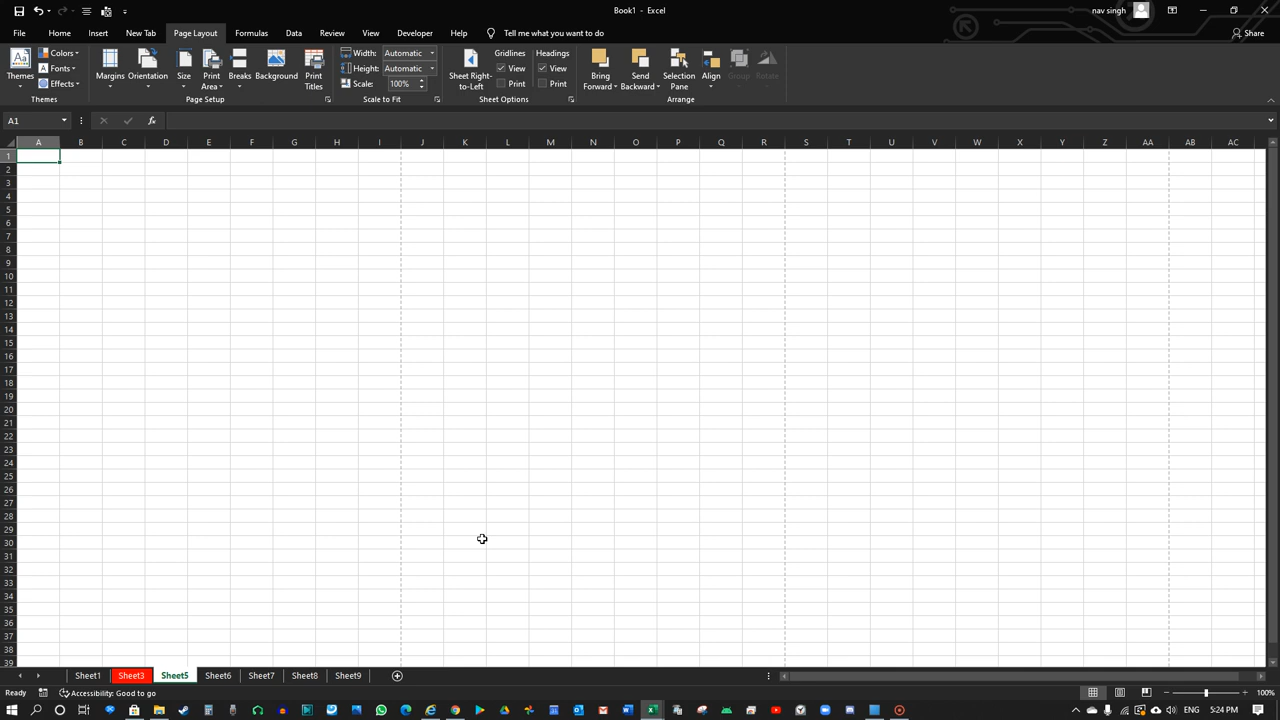 Book1 - Excel
nav singh
File Home Insert New Tab Page Layout Formulas Data Review View Developer Help Tell me what you want to do Share
Themes
Colors
Fonts
Effects
Themes
Margins
Orientation
Size
Print Area
Breaks
Background
Print Titles
Page Setup
Width: Automatic
Height: Automatic
Scale: 100%
Scale to Fit
Sheet Right-to-Left
Gridlines
View
Print
Headings
View
Print
Sheet Options
Bring Forward
Send Backward
Selection Pane
Align
Group
Rotate
Arrange
A1
fx
A B C D E F G H I J K L M N O P Q R S T U V W X Y Z AA AB AC
1
2
3
4
5
6
7
8
9
10
11
12
13
14
15
16
17
18
19
20
21
22
23
24
25
26
27
28
29
30
31
32
33
34
35
36
37
38
39
Sheet1 Sheet3 Sheet5 Sheet6 Sheet7 Sheet8 Sheet9
Ready Accessibility: Good to go 100%
ENG 5:24 PM